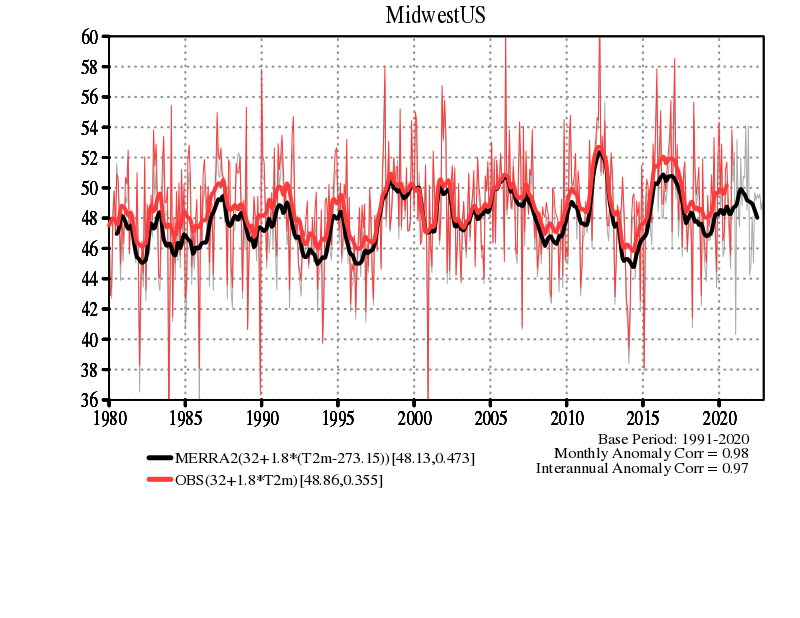 MidwestUS
60
58
56
54
52
50
48
46
44
42
40
38
36
1980 1985 1990 1995 2000 2005 2010 2015 2020
Base Period: 1991-2020
Monthly Anomaly Corr = 0.98
Interannual Anomaly Corr = 0.97
MERRA2(32+1.8*(T2m-273.15))[48.13,0.473]
OBS(32+1.8*T2m)[48.86,0.355]